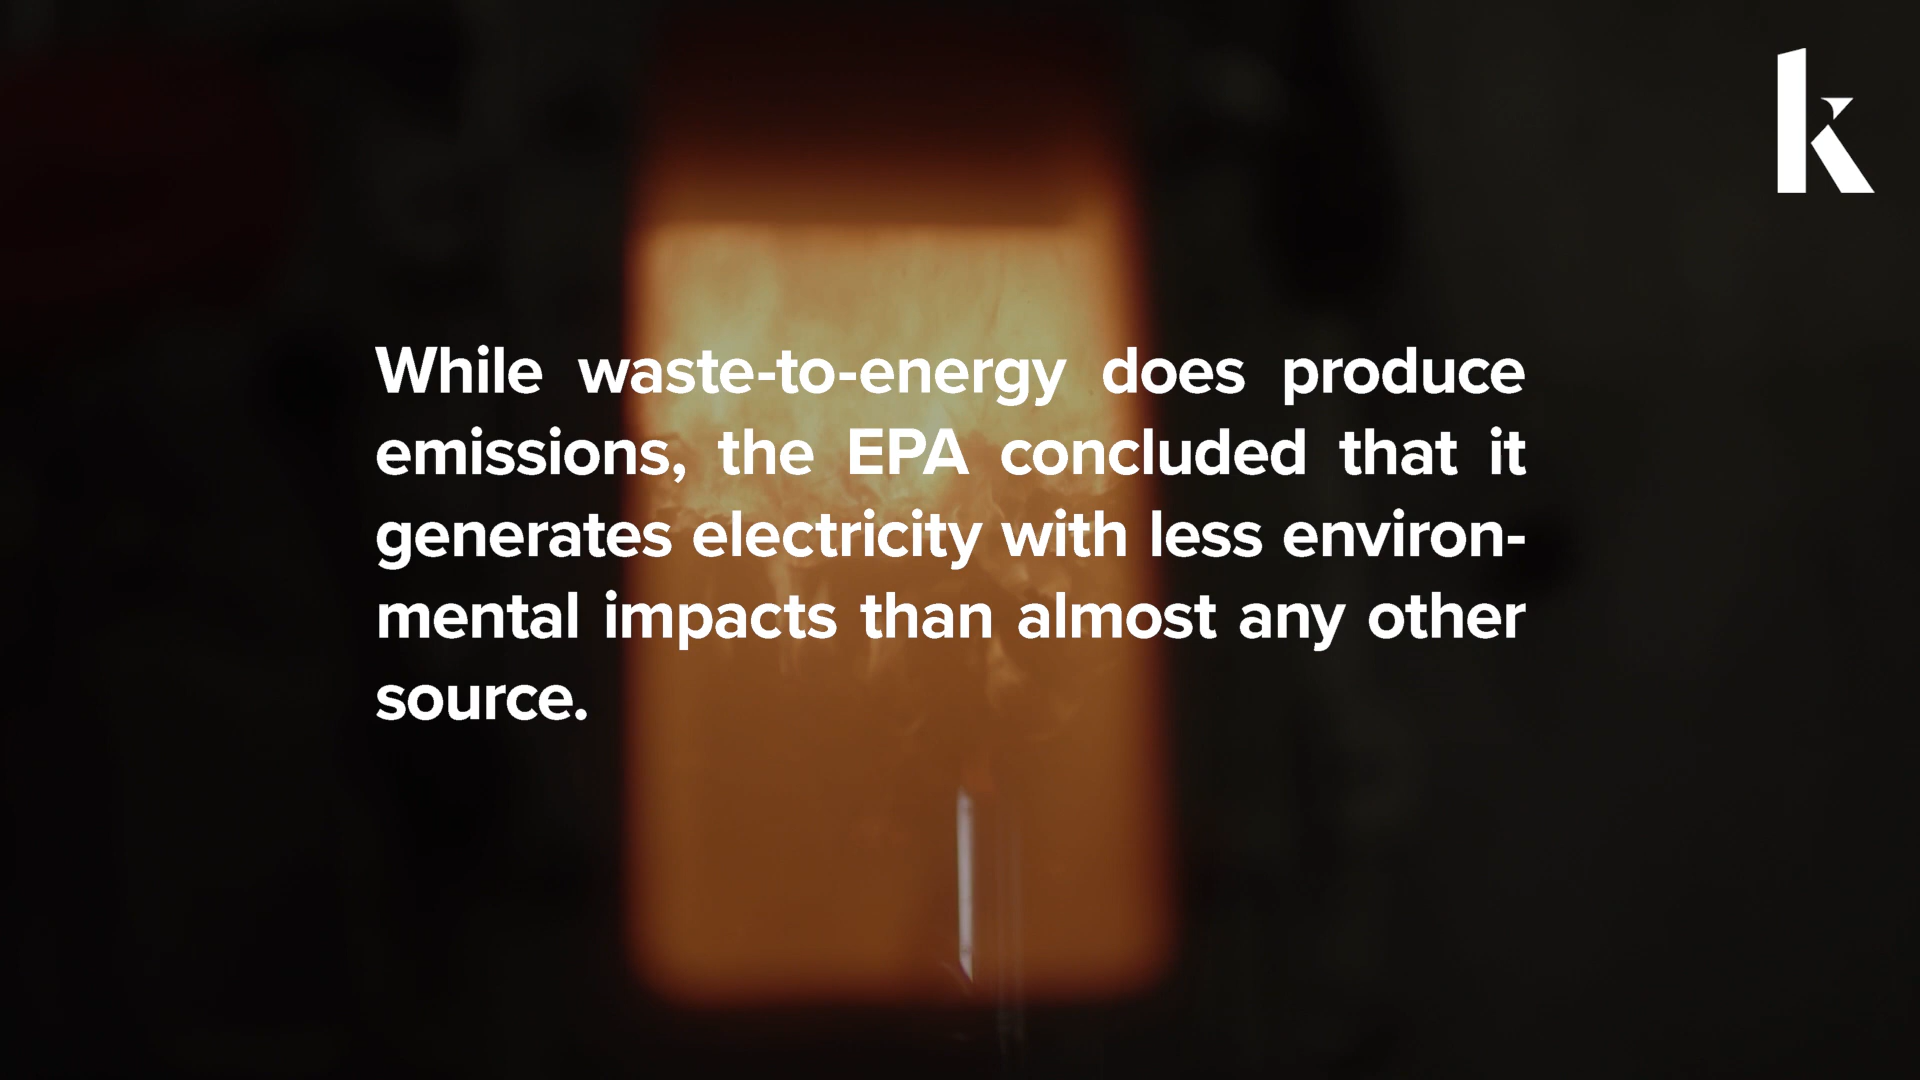 k
While waste-to-energy does produce
emissions, the EPA concluded that it
generates electricity with less environ-
mental impacts than almost any other
source.